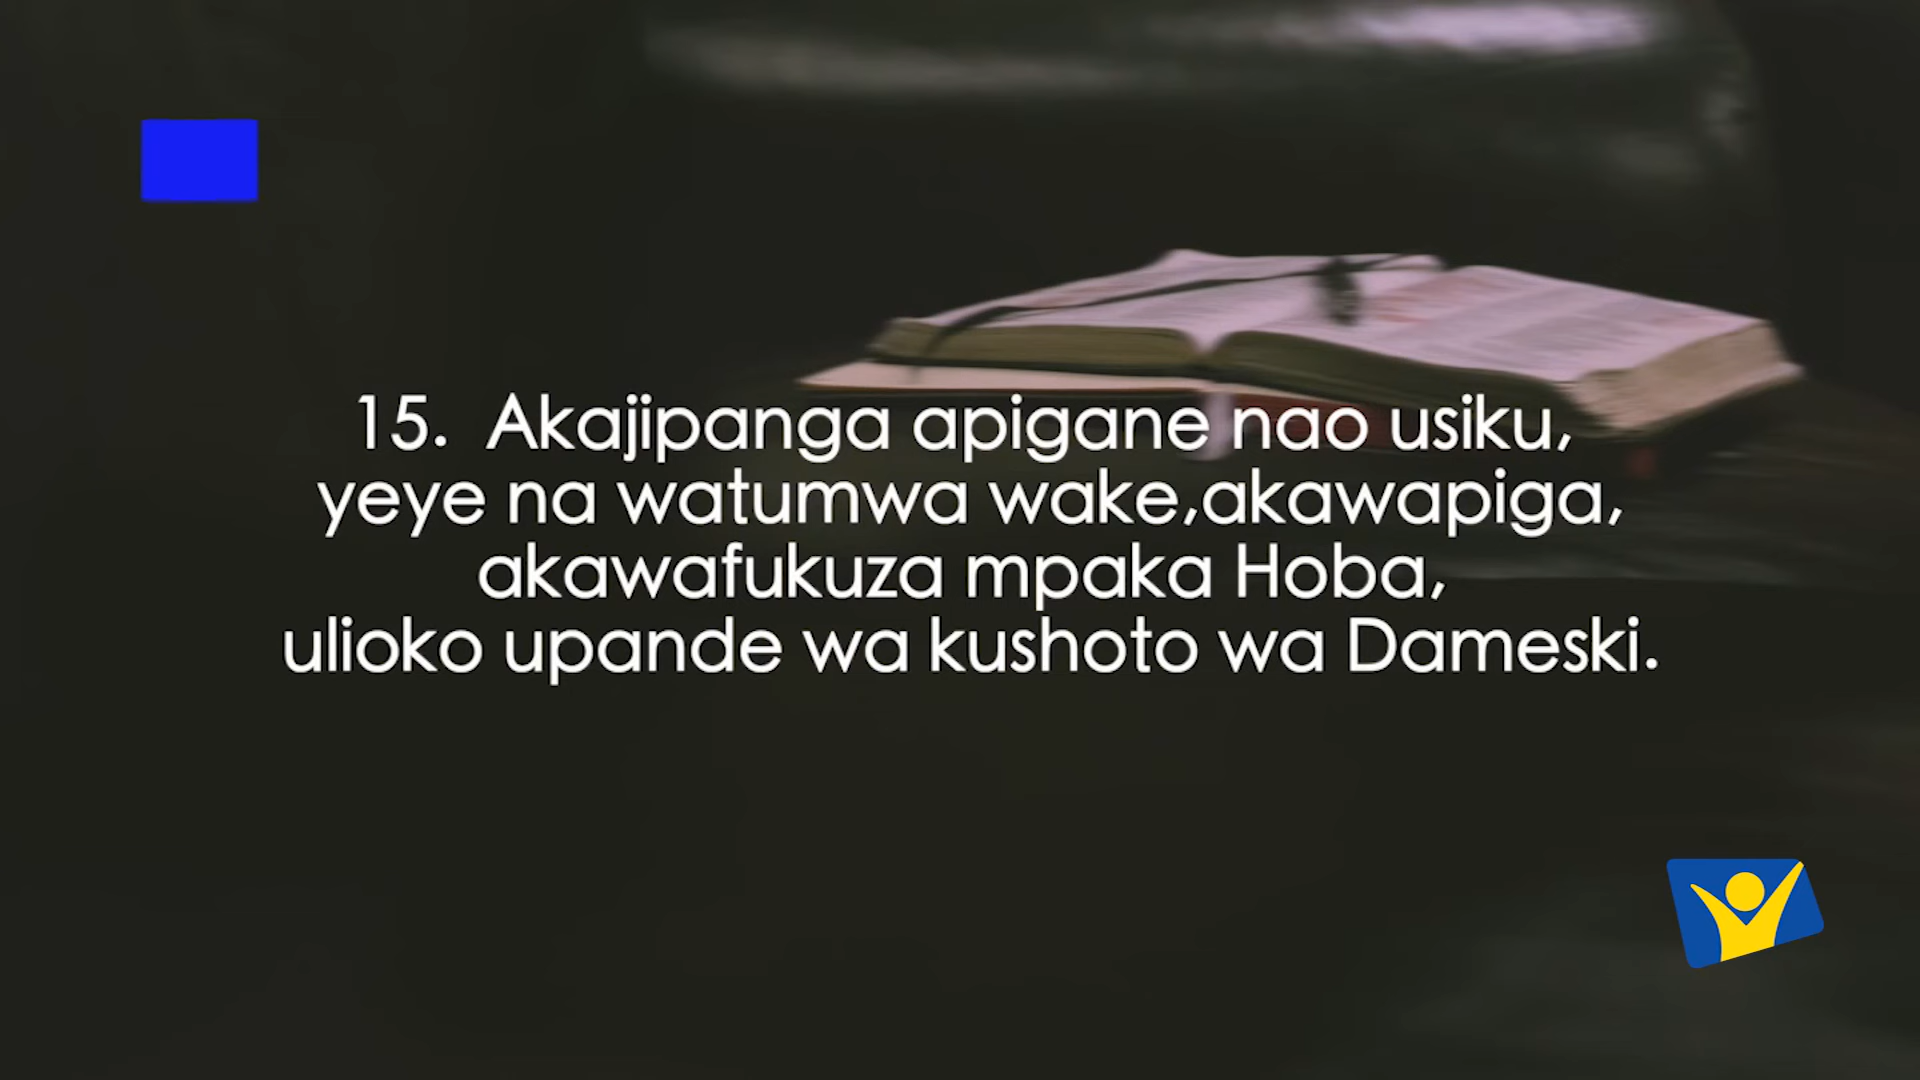 15.  Akajipanga apigane nao usiku,
yeye na watumwa wake,akawapiga,
akawafukuza mpaka Hoba,
ulioko upande wa kushoto wa Dameski.